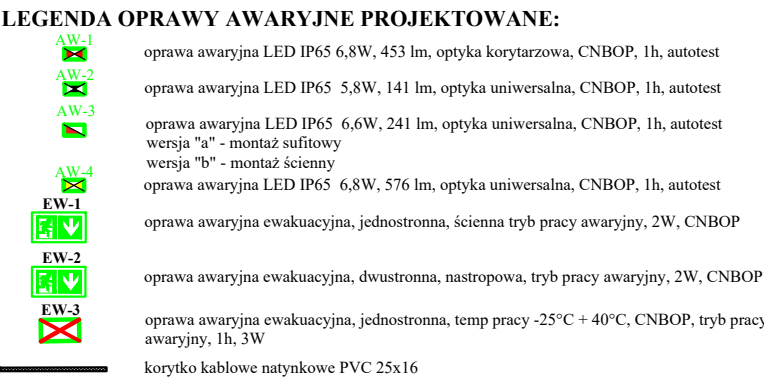 LEGENDA OPRAWY AWARYJNE PROJEKTOWANE:
AW-1
oprawa awaryjna LED IP65 6,8W, 453 lm, optyka korytarzowa, CNBOP, 1h, autotest
AW-2
oprawa awaryjna LED IP65 5,8W, 141 lm, optyka uniwersalna, CNBOP, 1h, autotest
AW-3
oprawa awaryjna LED IP65 6,6W, 241 lm, optyka uniwersalna, CNBOP, 1h, autotest
wersja "a" - montaż sufitowy
wersja "b" - montaż ścienny
AW-4
oprawa awaryjna LED IP65 6,8W, 576 lm, optyka uniwersalna, CNBOP, 1h, autotest
EW-1
oprawa awaryjna ewakuacyjna, jednostronna, ścienna tryb pracy awaryjny, 2W, CNBOP
EW-2
oprawa awaryjna ewakuacyjna, dwustronna, nastropowa, tryb pracy awaryjny, 2W, CNBOP
EW-3
oprawa awaryjna ewakuacyjna, jednostronna, temp pracy -25°C + 40°C, CNBOP, tryb pracy
awaryjny, 1h, 3W
korytko kablowe natynkowe PVC 25x16